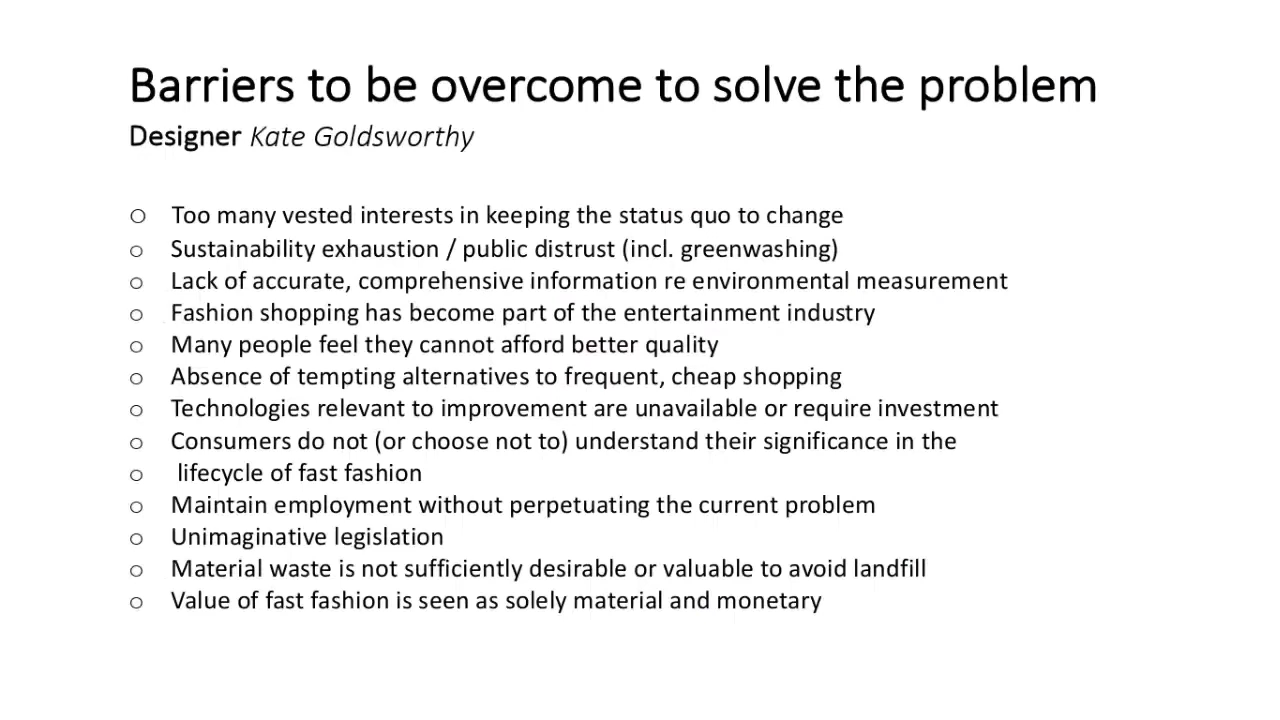 Barriers to be overcome to solve the problem
Designer Kate Goldsworthy
o Too many vested interests in keeping the status quo to change
o Sustainability exhaustion / public distrust (incl. greenwashing)
o Lack of accurate, comprehensive information re environmental measurement
o Fashion shopping has become part of the entertainment industry
o Many people feel they cannot afford better quality
o Absence of tempting alternatives to frequent, cheap shopping
o Technologies relevant to improvement are unavailable or require investment
o Consumers do not (or choose not to) understand their significance in the
o lifecycle of fast fashion
o Maintain employment without perpetuating the current problem
o Unimaginative legislation
o Material waste is not sufficiently desirable or valuable to avoid landfill
o Value of fast fashion is seen as solely material and monetary